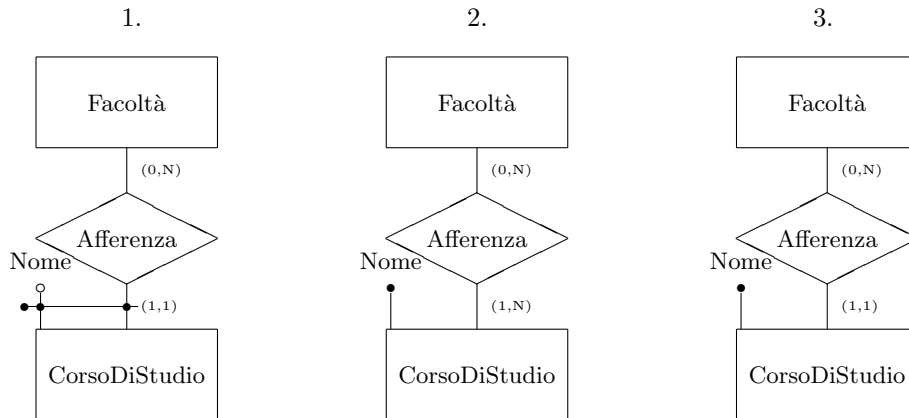 1. 2. 3.
Facoltà Facoltà Facoltà
(0,N) (0,N) (0,N)
Afferenza Afferenza Afferenza
Nome Nome Nome
(1,1) (1,N) (1,1)
CorsoDiStudio CorsoDiStudio CorsoDiStudio